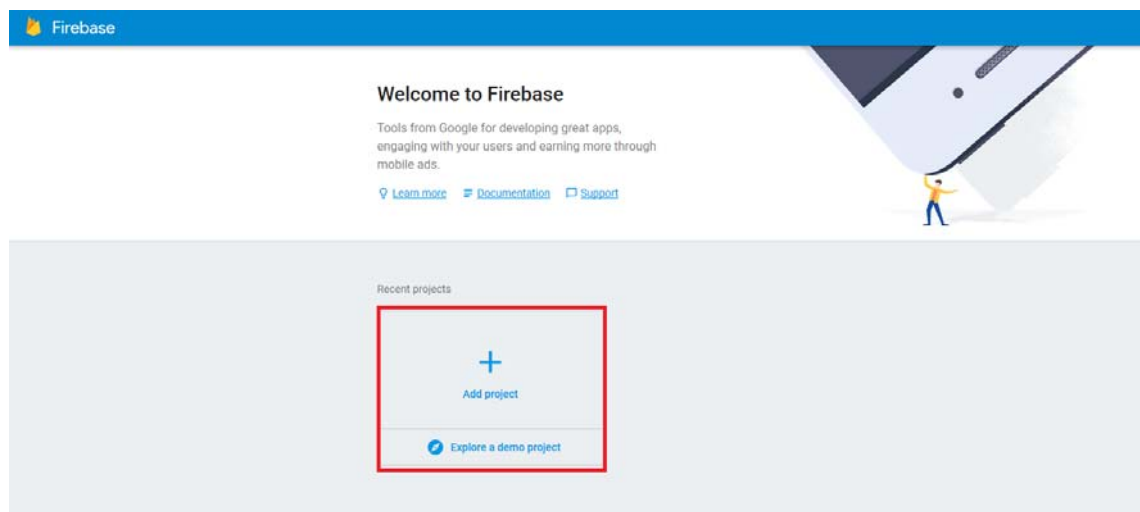 Firebase
Welcome to Firebase
Tools from Google for developing great apps,
engaging with your users and earning more through
mobile ads.
Learn more Documentation Support
Recent projects
Add project
Explore a demo project